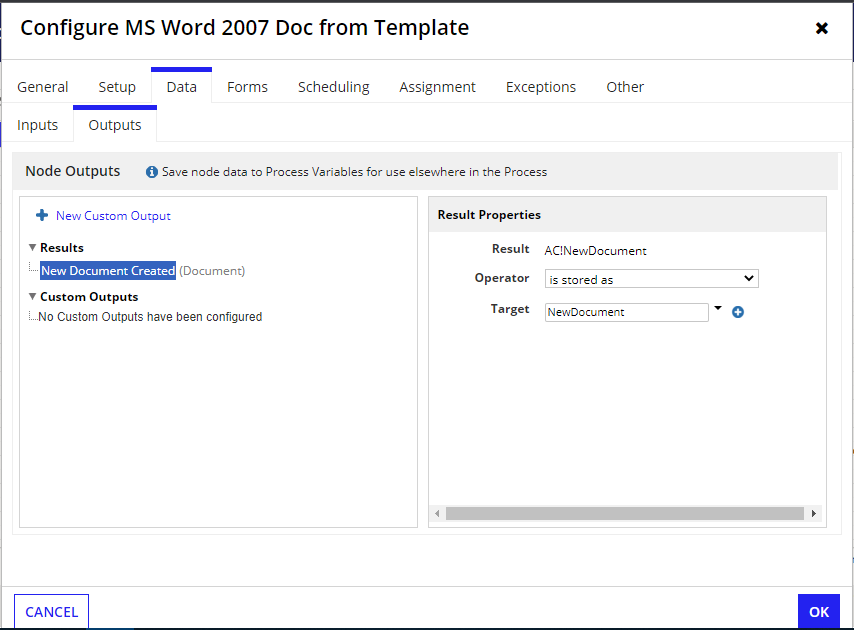 Configure MS Word 2007 Doc from Template
General Setup Data Forms Scheduling Assignment Exceptions Other
Inputs Outputs
Node Outputs Save node data to Process Variables for use elsewhere in the Process
New Custom Output
Results
New Document Created (Document)
Custom Outputs
No Custom Outputs have been configured
Result Properties
Result AC!NewDocument
Operator is stored as
Target NewDocument
CANCEL OK